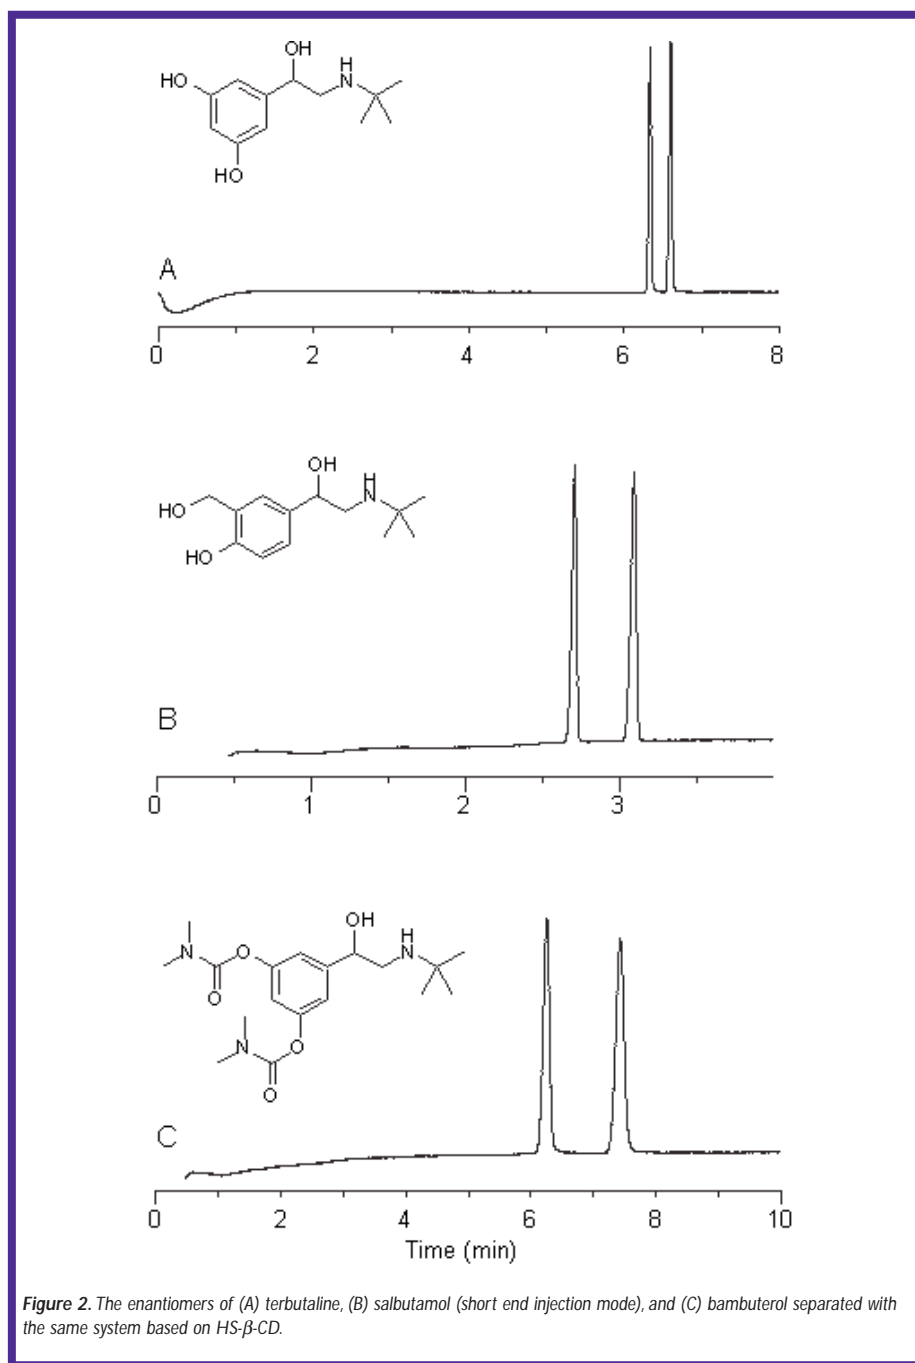 OH
H
N
HO
HO
A
0 2 4 6 8
OH
H
N
HO
HO
B
0 1 2 3
OH
H
N
N
O
O
N
O
O
C
0 2 4 6 8 10
Time (min)
Figure 2. The enantiomers of (A) terbutaline, (B) salbutamol (short end injection mode), and (C) bambuterol separated with
the same system based on HS-β-CD.